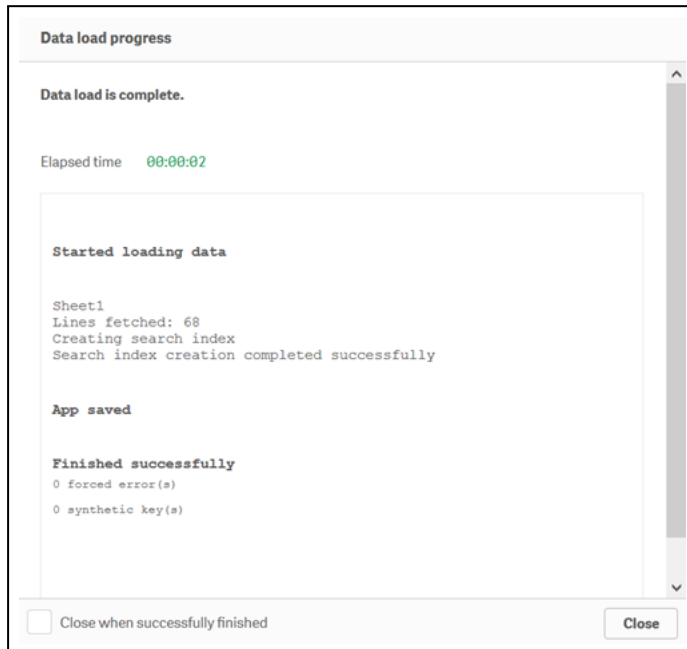 Data load progress
Data load is complete.
Elapsed time 00:00:02
Started loading data
Sheet1
Lines fetched: 68
Creating search index
Search index creation completed successfully
App saved
Finished successfully
0 forced error(s)
0 synthetic key(s)
Close when successfully finished
Close